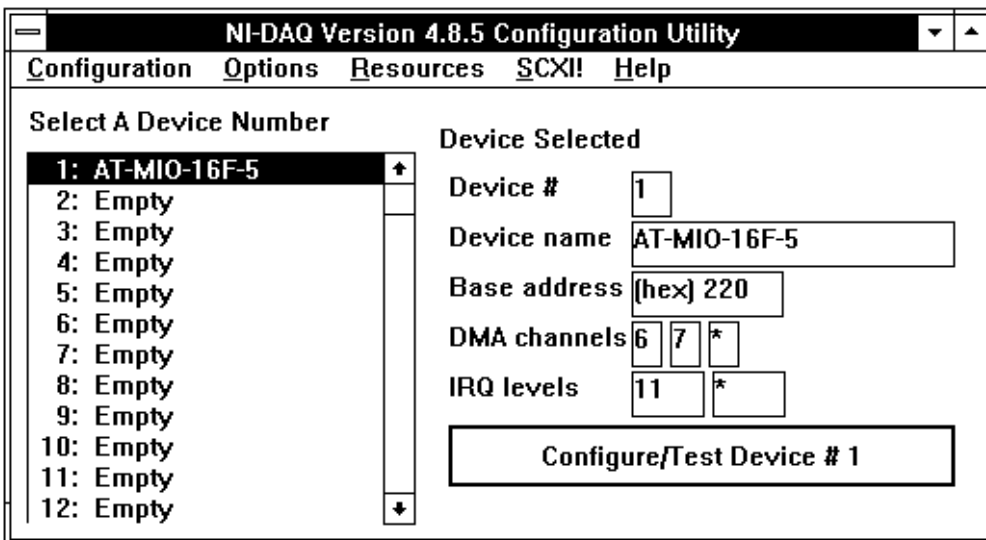 NI-DAQ Version 4.8.5 Configuration Utility
Configuration Options Resources SCXI! Help
Select A Device Number
1: AT-MIO-16F-5
2: Empty
3: Empty
4: Empty
5: Empty
6: Empty
7: Empty
8: Empty
9: Empty
10: Empty
11: Empty
12: Empty
Device Selected
Device # 1
Device name AT-MIO-16F-5
Base address (hex) 220
DMA channels 6 7 *
IRQ levels 11 *
Configure/Test Device # 1